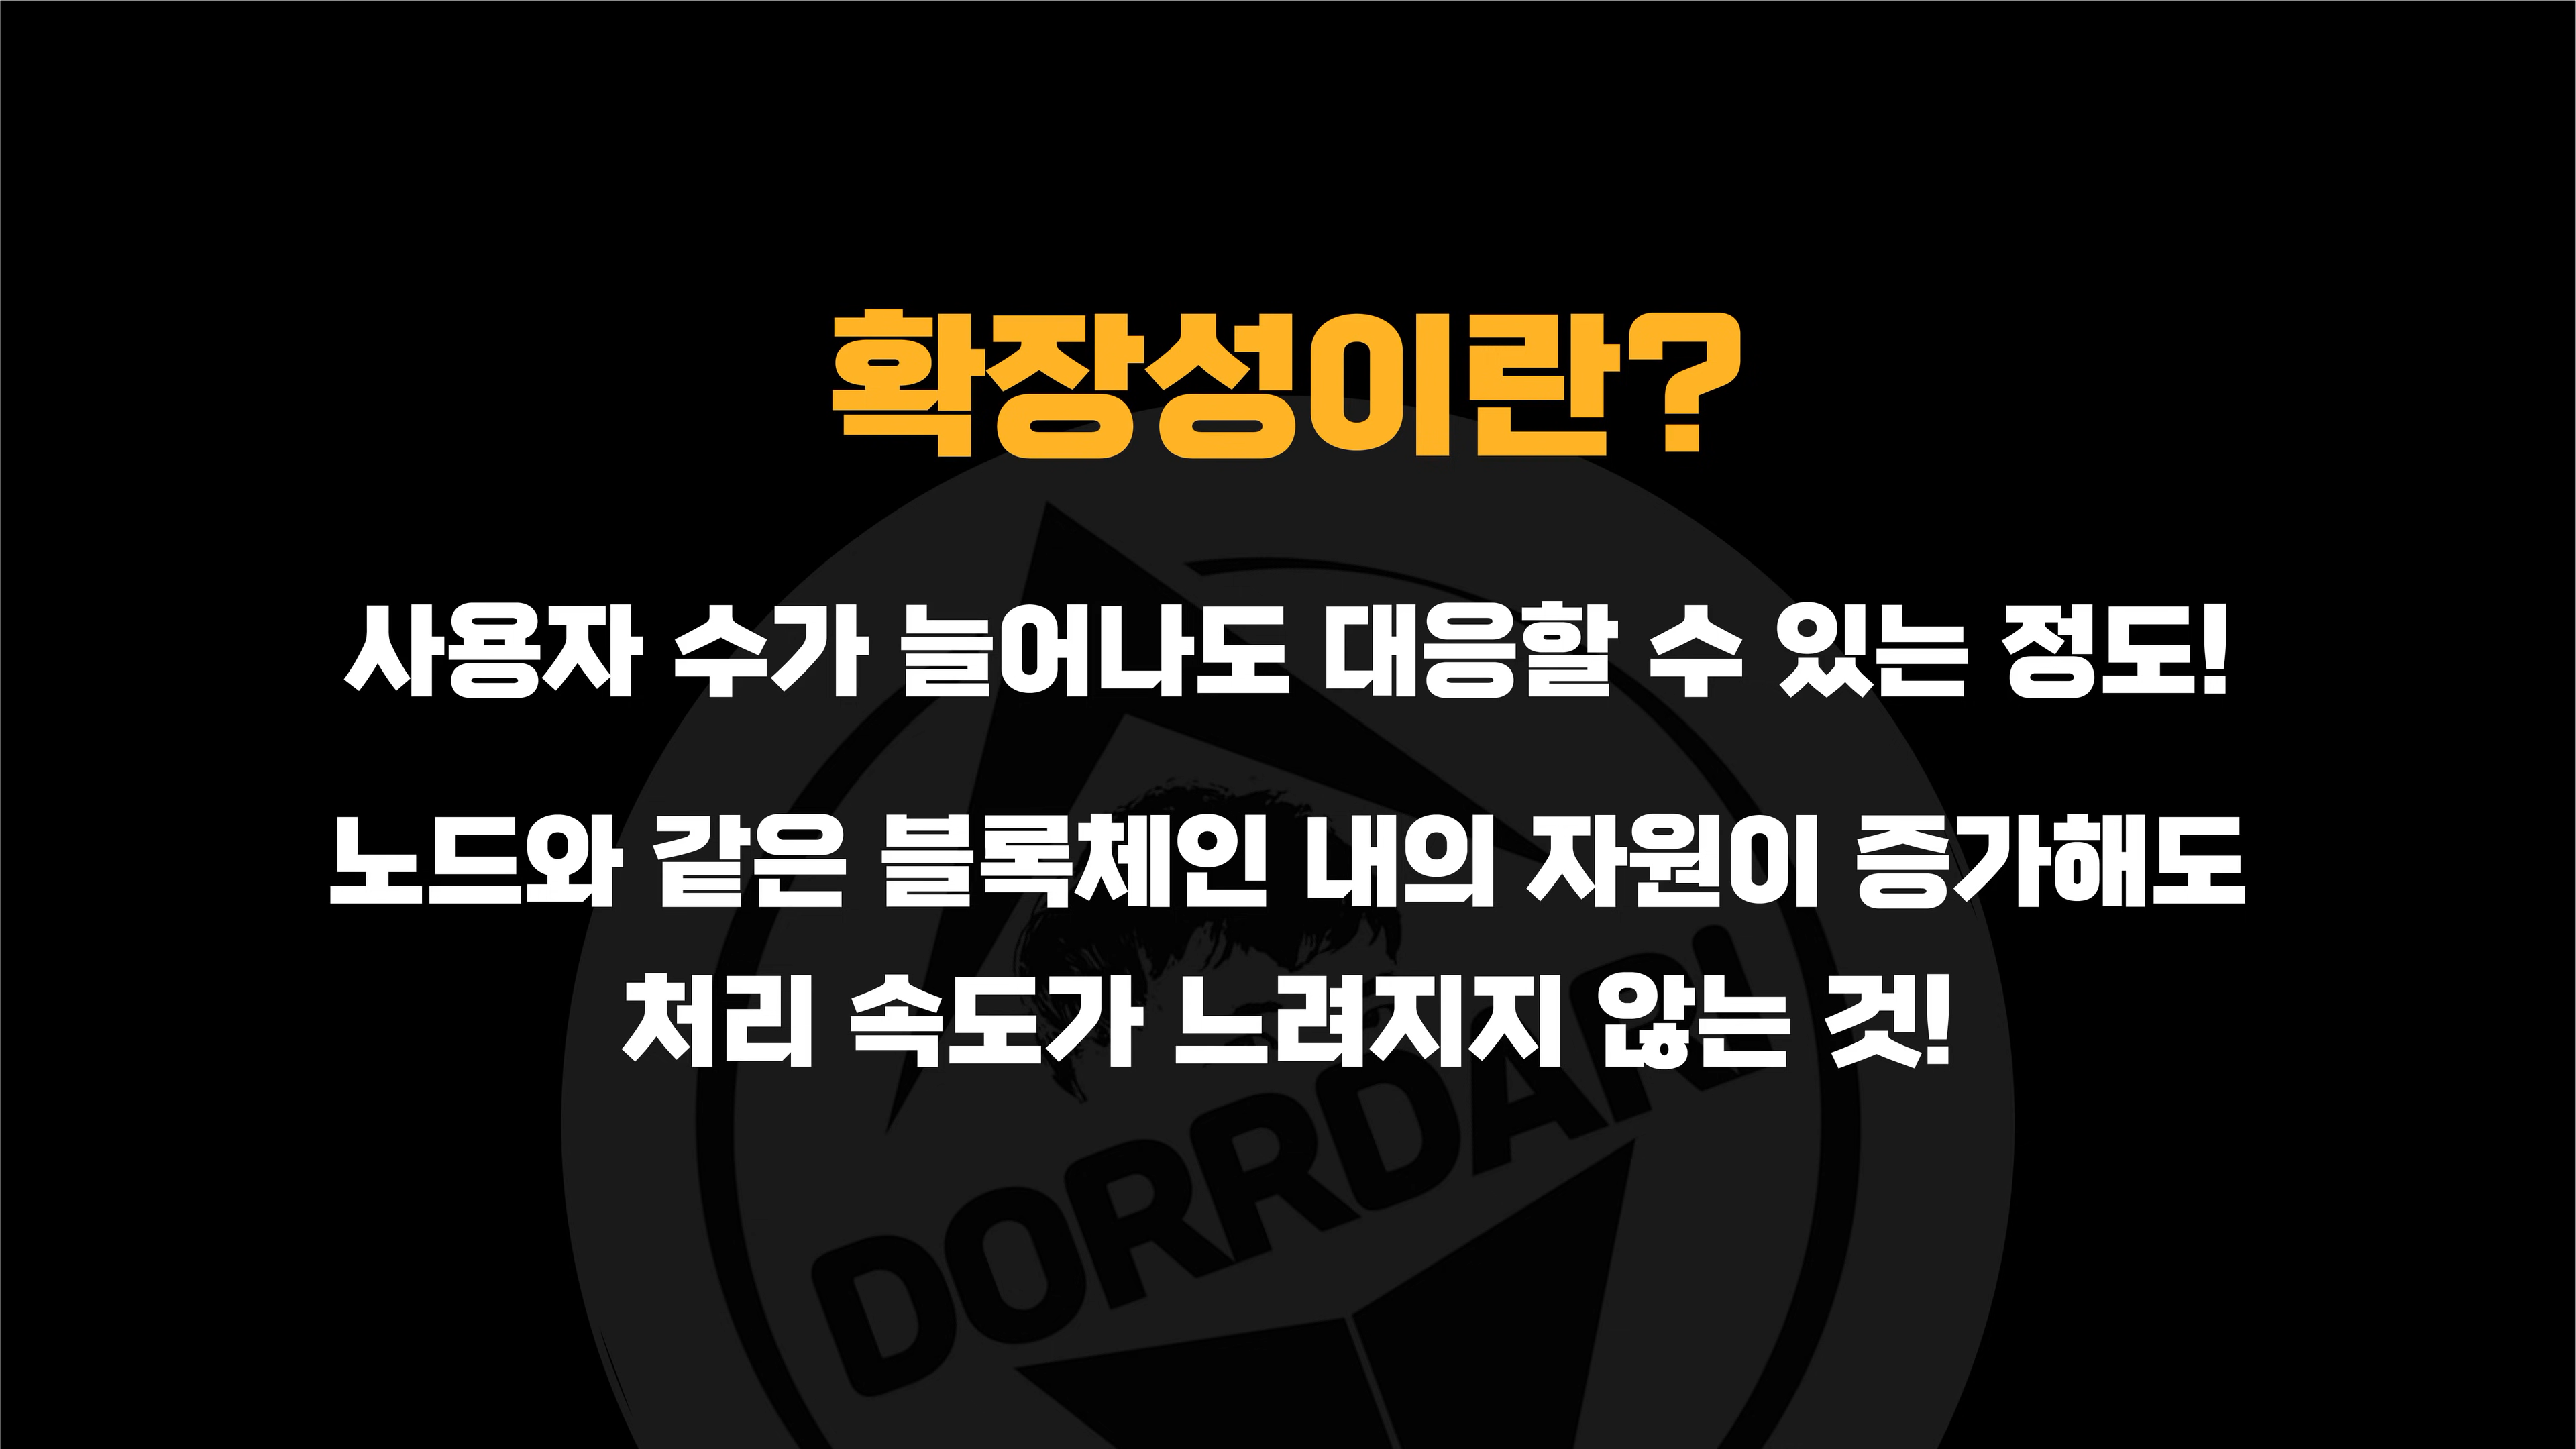 확장성이란?
사용자 수가 늘어나도 대응할 수 있는 정도!
노드와 같은 블록체인 내의 자원이 증가해도
처리 속도가 느려지지 않는 것!
DORRDARI